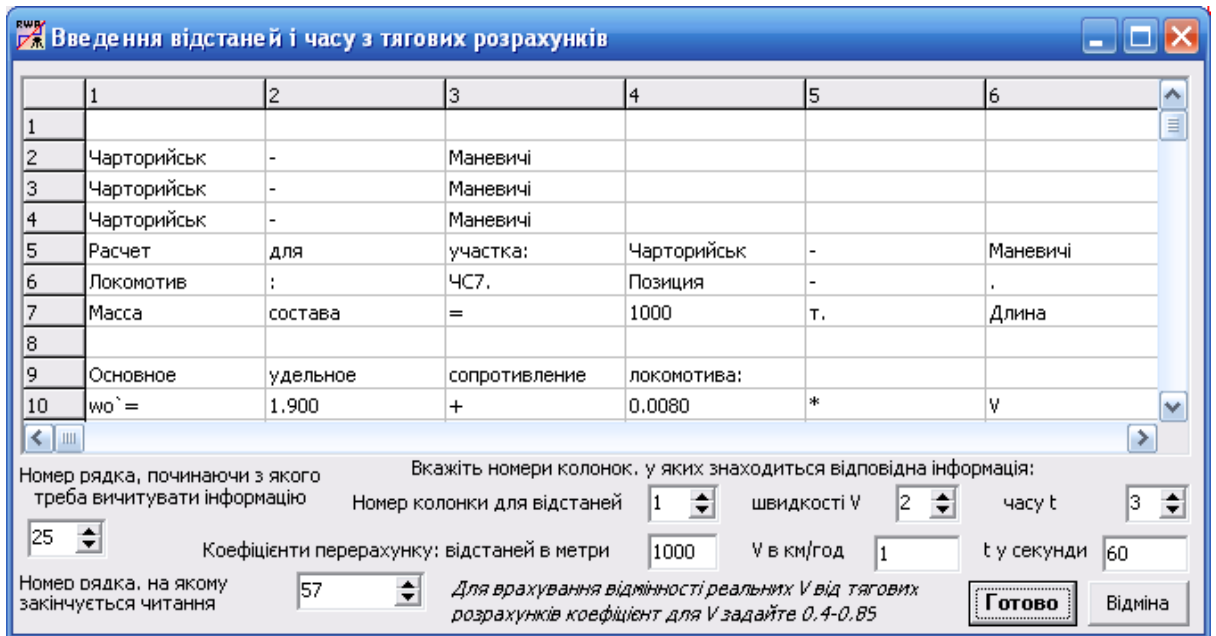 RWR
Введення відстаней і часу з тягових розрахунків
1 2 3 4 5 6
1
2 Чарторийськ - Маневичі
3 Чарторийськ - Маневичі
4 Чарторийськ - Маневичі
5 Расчет для участка: Чарторийськ - Маневичі
6 Локомотив : ЧС7. Позиция - .
7 Масса состава = 1000 т. Длина
8
9 Основное удельное сопротивление локомотива:
10 wo`= 1.900 + 0.0080 * V
Вкажіть номери колонок. у яких знаходиться відповідна інформація:
Номер рядка, починаючи з якого
треба вичитувати інформацію
Номер колонки для відстаней 1 швидкості V 2 часу t 3
25
Коефіцієнти перерахунку: відстаней в метри 1000 V в км/год 1 t у секунди 60
Номер рядка. на якому
закінчується читання
57
Для врахування відмінності реальних V від тягових
розрахунків коефіцієнт для V задайте 0.4-0.85
Готово Відміна